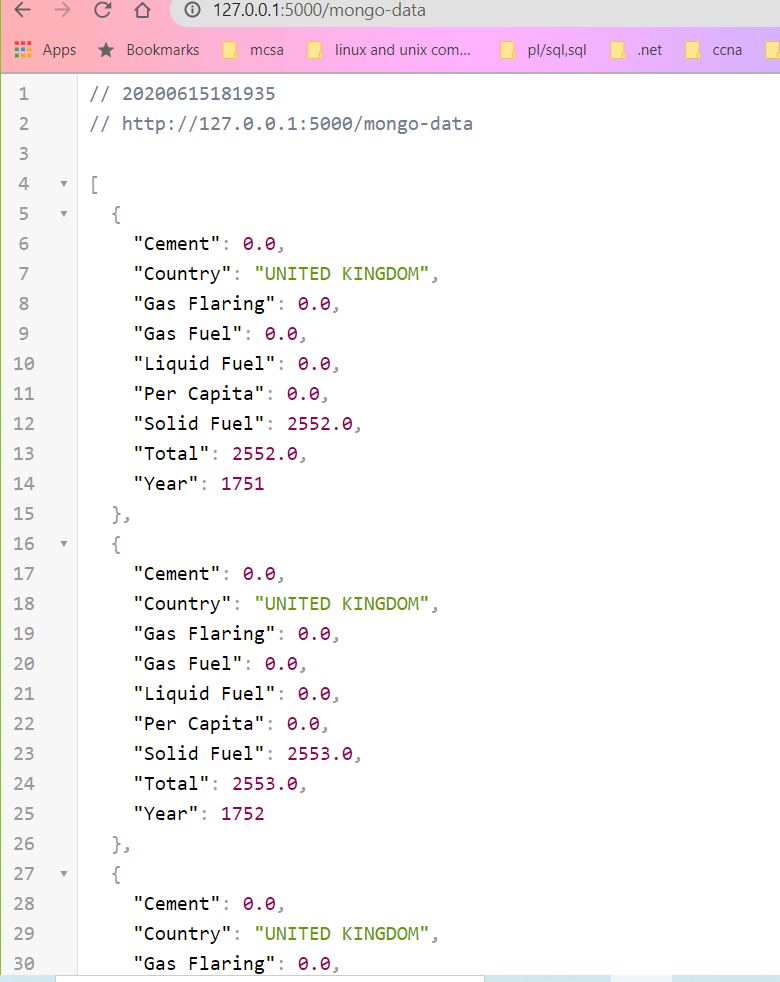 127.0.0.1:5000/mongo-data
Apps Bookmarks mcsa linux and unix com... pl/sql,sql .net ccna
1 // 20200615181935
2 // http://127.0.0.1:5000/mongo-data
3
4 [
5 {
6 "Cement": 0.0,
7 "Country": "UNITED KINGDOM",
8 "Gas Flaring": 0.0,
9 "Gas Fuel": 0.0,
10 "Liquid Fuel": 0.0,
11 "Per Capita": 0.0,
12 "Solid Fuel": 2552.0,
13 "Total": 2552.0,
14 "Year": 1751
15 },
16 {
17 "Cement": 0.0,
18 "Country": "UNITED KINGDOM",
19 "Gas Flaring": 0.0,
20 "Gas Fuel": 0.0,
21 "Liquid Fuel": 0.0,
22 "Per Capita": 0.0,
23 "Solid Fuel": 2553.0,
24 "Total": 2553.0,
25 "Year": 1752
26 },
27 {
28 "Cement": 0.0,
29 "Country": "UNITED KINGDOM",
30 "Gas Flaring": 0.0,